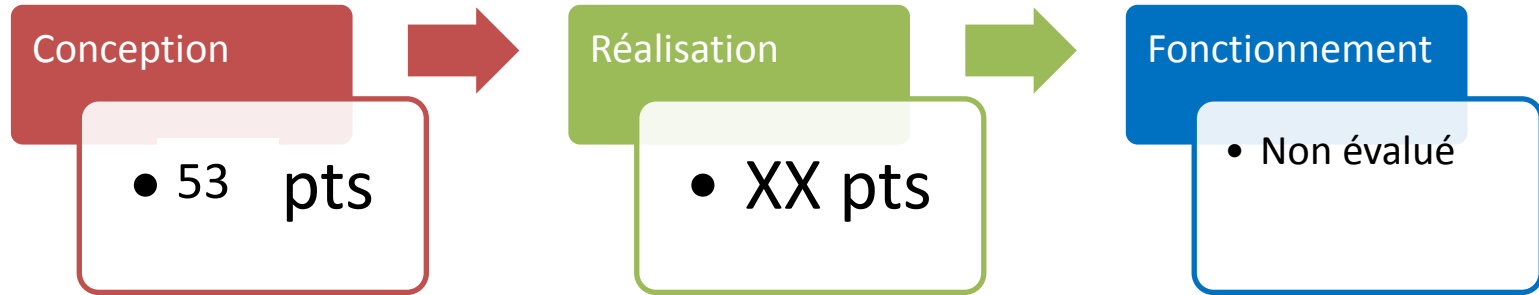 Conception
• 53 pts
Réalisation
• XX pts
Fonctionnement
• Non évalué